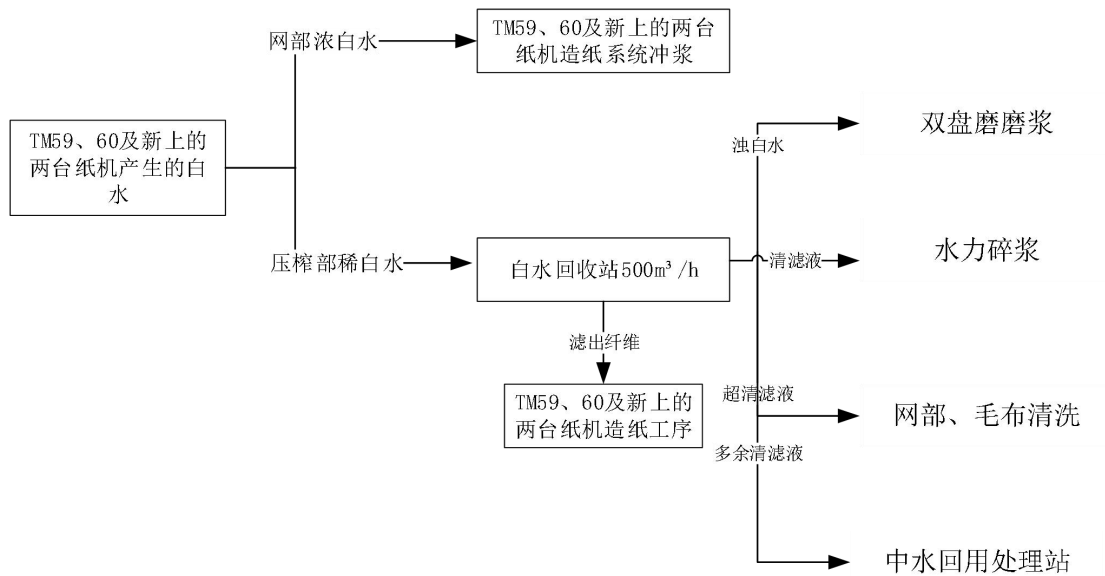 网部浓白水
TM59、60及新上的两台
纸机造纸系统冲浆
TM59、60及新上的
两台纸机产生的白
水
双盘磨磨浆
浊白水
压榨部稀白水
白水回收站500m³/h
清滤液
水力碎浆
滤出纤维
TM59、60及新上的
两台纸机造纸工序
超清滤液
网部、毛布清洗
多余清滤液
中水回用处理站